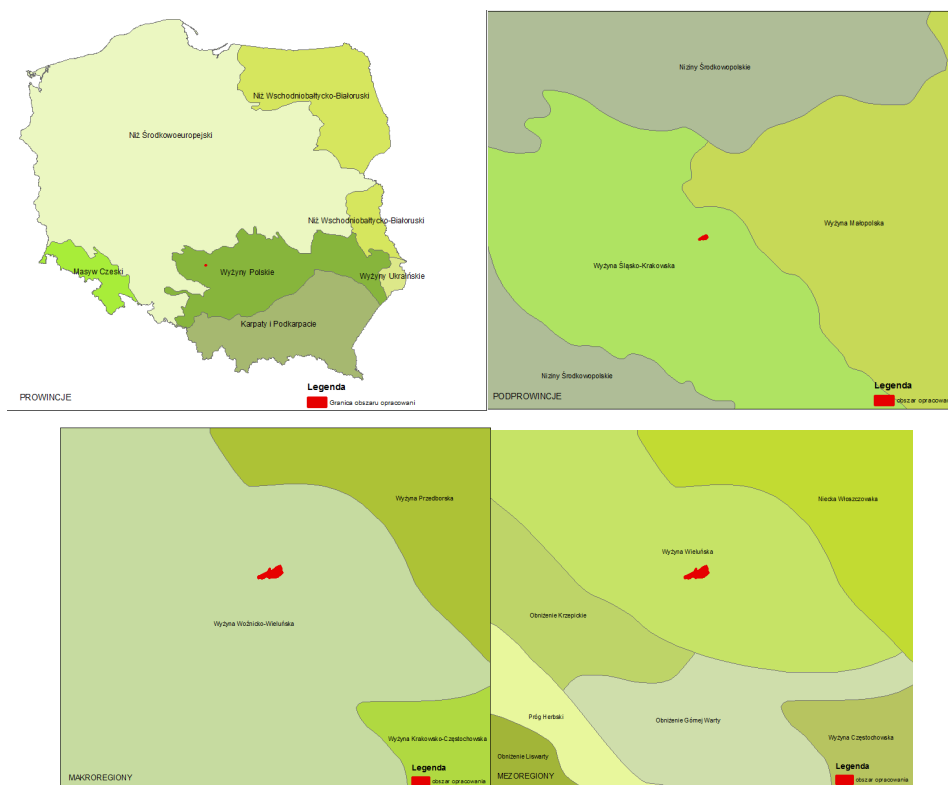 Niż Wschodniobałtycko-Białoruski
Niż Środkowoeuropejski
Niż Wschodniobałtycko-Białoruski
Masyw Czeski
Wyżyny Polskie
Wyżyny Ukraińskie
Karpaty i Podkarpacie
Legenda
Granica obszaru opracowani
PROWINCJE
Niziny Środkowopolskie
Wyżyna Małopolska
Wyżyna Śląsko-Krakowska
Niziny Środkowopolskie
Legenda
obszar opracowan
PODPROWINCJE
Wyżyna Przedborska
Wyżyna Woźnicko-Wieluńska
Wyżyna Krakowsko-Częstochowska
Legenda
obszar opracowania
MAKROREGIONY
Niecka Włoszczowska
Wyżyna Wieluńska
Obniżenie Krzepickie
Próg Herbski
Obniżenie Górnej Warty
Wyżyna Częstochowska
Obniżenie Liswarty
Legenda
obszar opracowania
MEZOREGIONY